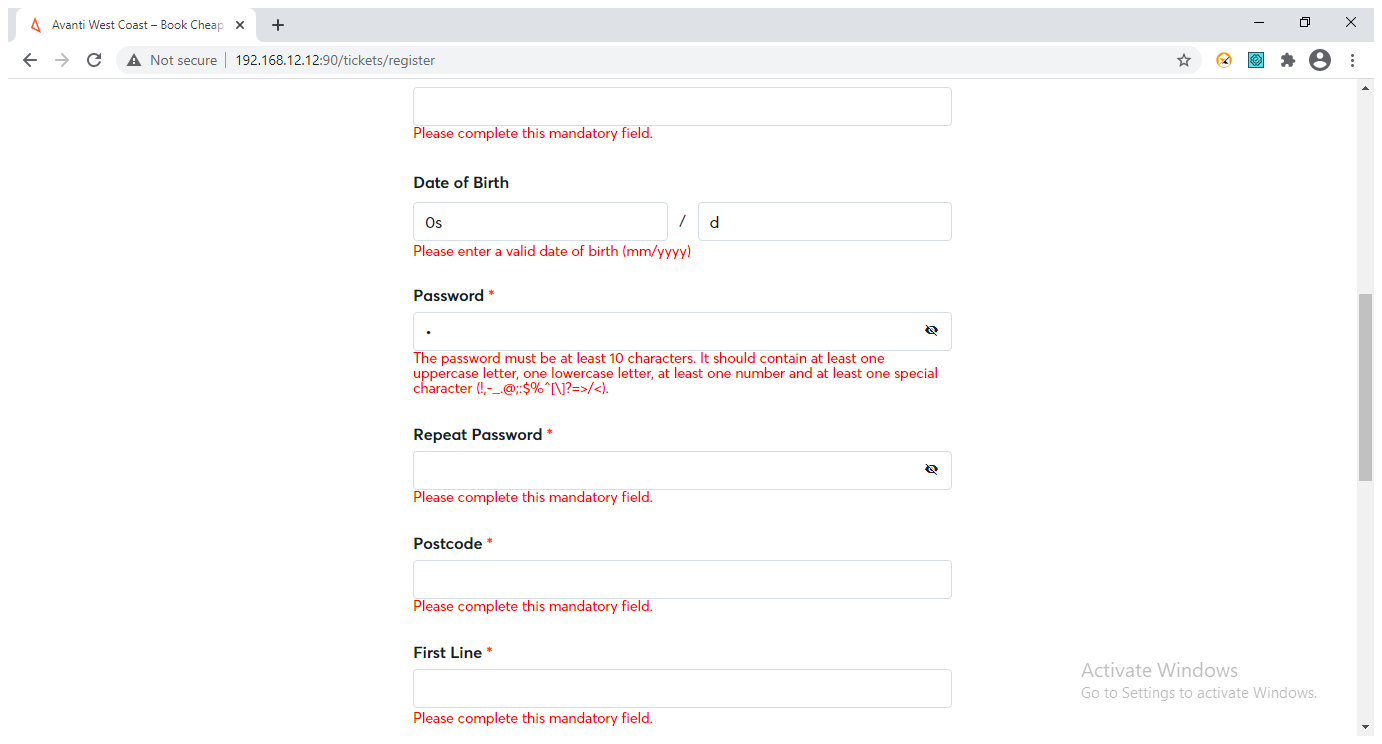 Avanti West Coast – Book Cheap
Not secure
192.168.12.12:90/tickets/register
Please complete this mandatory field.
Date of Birth
0s / d
Please enter a valid date of birth (mm/yyyy)
Password *
•
The password must be at least 10 characters. It should contain at least one
uppercase letter, one lowercase letter, at least one number and at least one special
character (!,-_.@;:$%^[\]?=>/<).
Repeat Password *
Please complete this mandatory field.
Postcode *
Please complete this mandatory field.
First Line *
Please complete this mandatory field.
Activate Windows
Go to Settings to activate Windows.